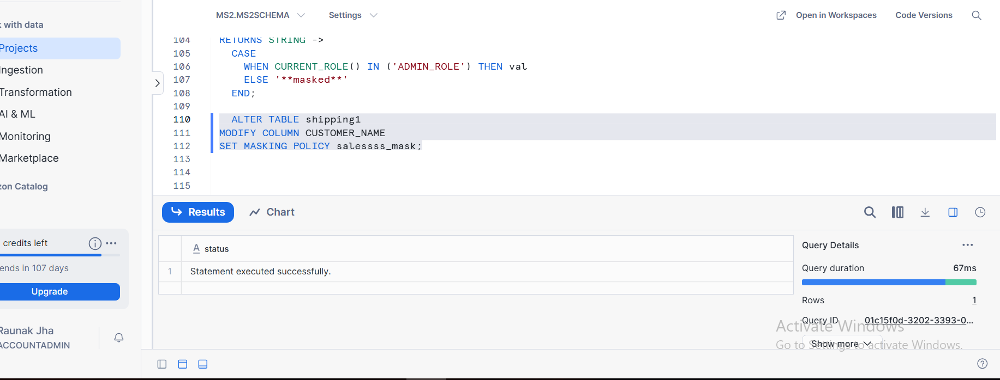 k with data
Projects
Ingestion
Transformation
AI & ML
Monitoring
Marketplace
zon Catalog
credits left
ends in 107 days
Upgrade
Raunak Jha
ACCOUNTADMIN
MS2.MS2SCHEMA
Settings
Open in Workspaces
Code Versions
104 RETURNS STRING ->
105 CASE
106 WHEN CURRENT_ROLE() IN ('ADMIN_ROLE') THEN val
107 ELSE '**masked**'
108 END;
109
110 ALTER TABLE shipping1
111 MODIFY COLUMN CUSTOMER_NAME
112 SET MASKING POLICY salessss_mask;
113
114
115
Results
Chart
A status
1 Statement executed successfully.
Query Details
Query duration 67ms
Rows 1
Query ID 01c15f0d-3202-3393-0...
Show more
Activate Windows
Go to Settings to activate Windows.